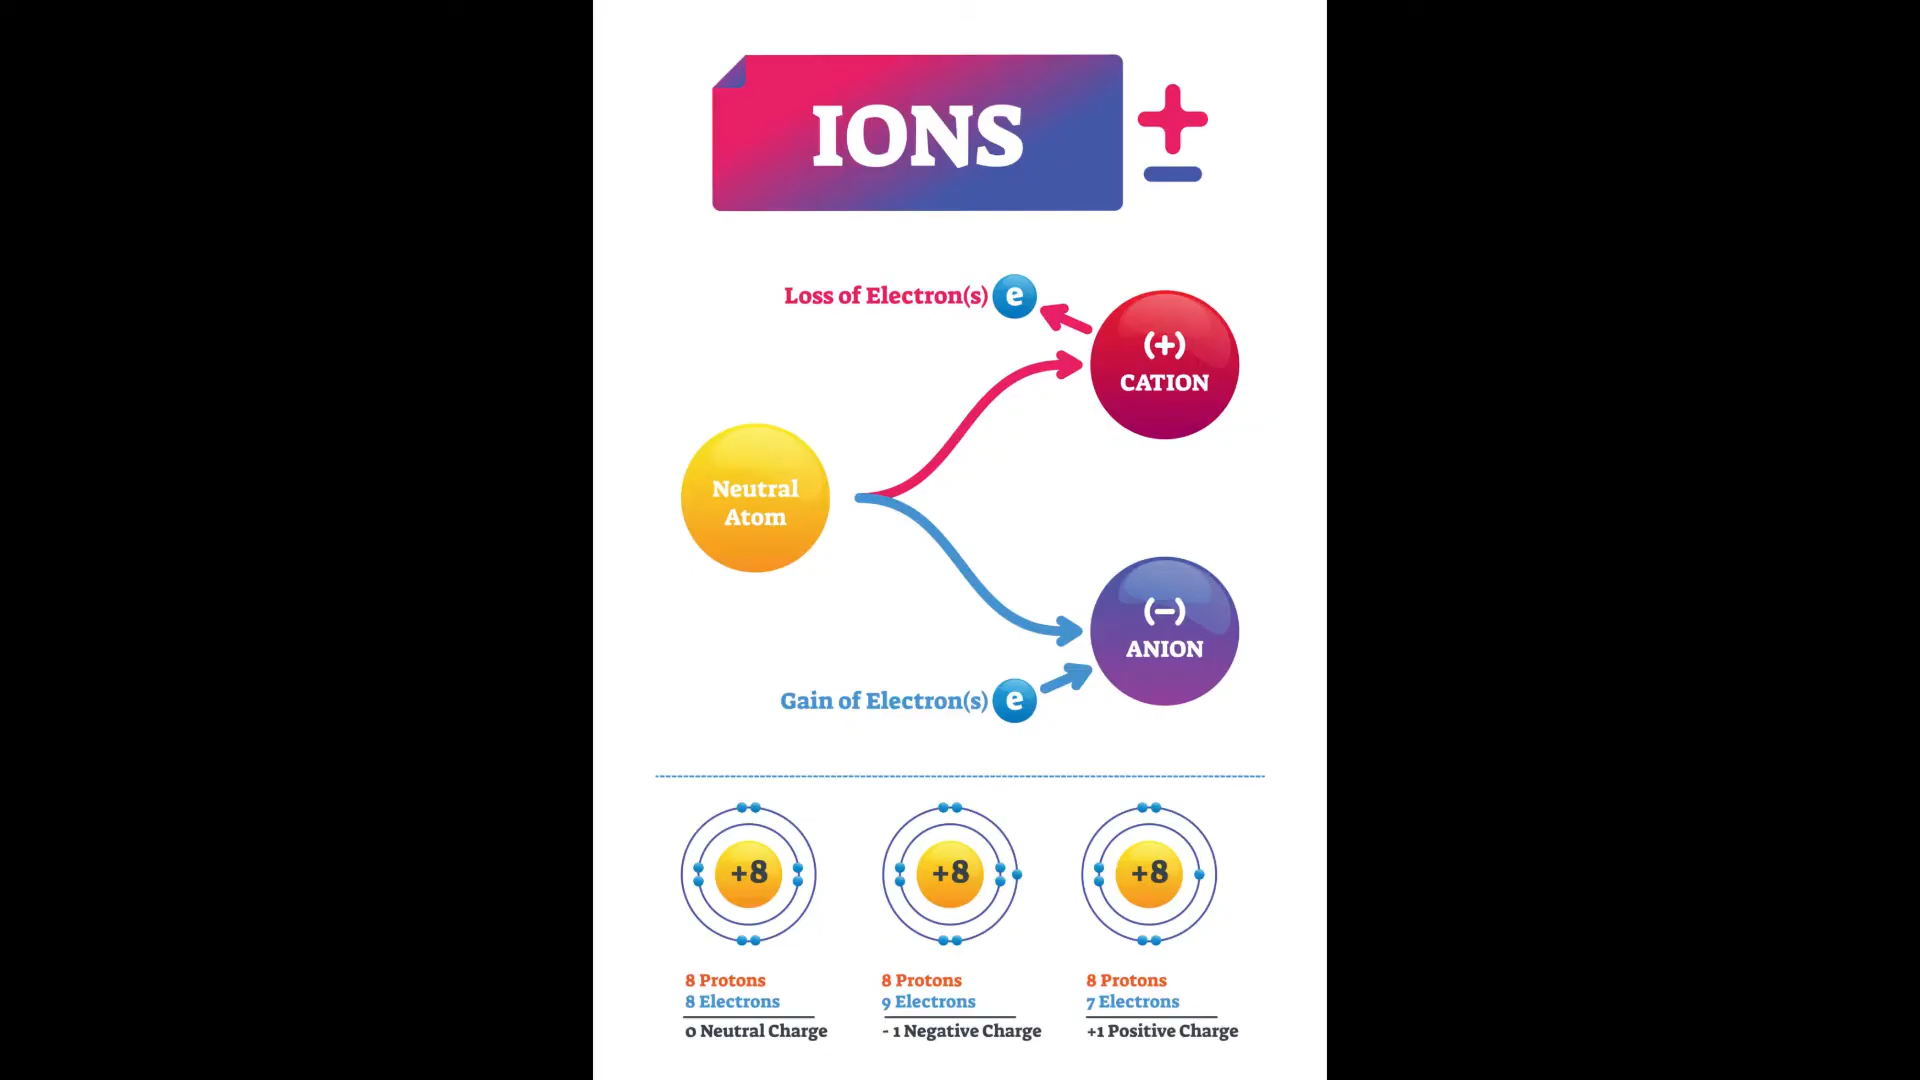 IONS
+
−
Loss of Electron(s) e
(+)
CATION
Neutral
Atom
(−)
ANION
Gain of Electron(s) e
+8
+8
+8
8 Protons
8 Electrons
0 Neutral Charge
8 Protons
9 Electrons
- 1 Negative Charge
8 Protons
7 Electrons
+1 Positive Charge